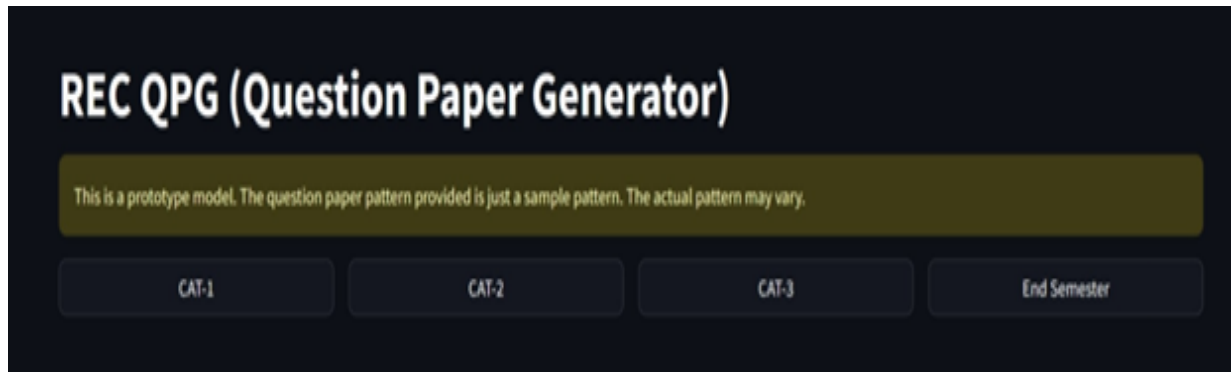 REC QPG (Question Paper Generator)
This is a prototype model. The question paper pattern provided is just a sample pattern. The actual pattern may vary.
CAT-1
CAT-2
CAT-3
End Semester